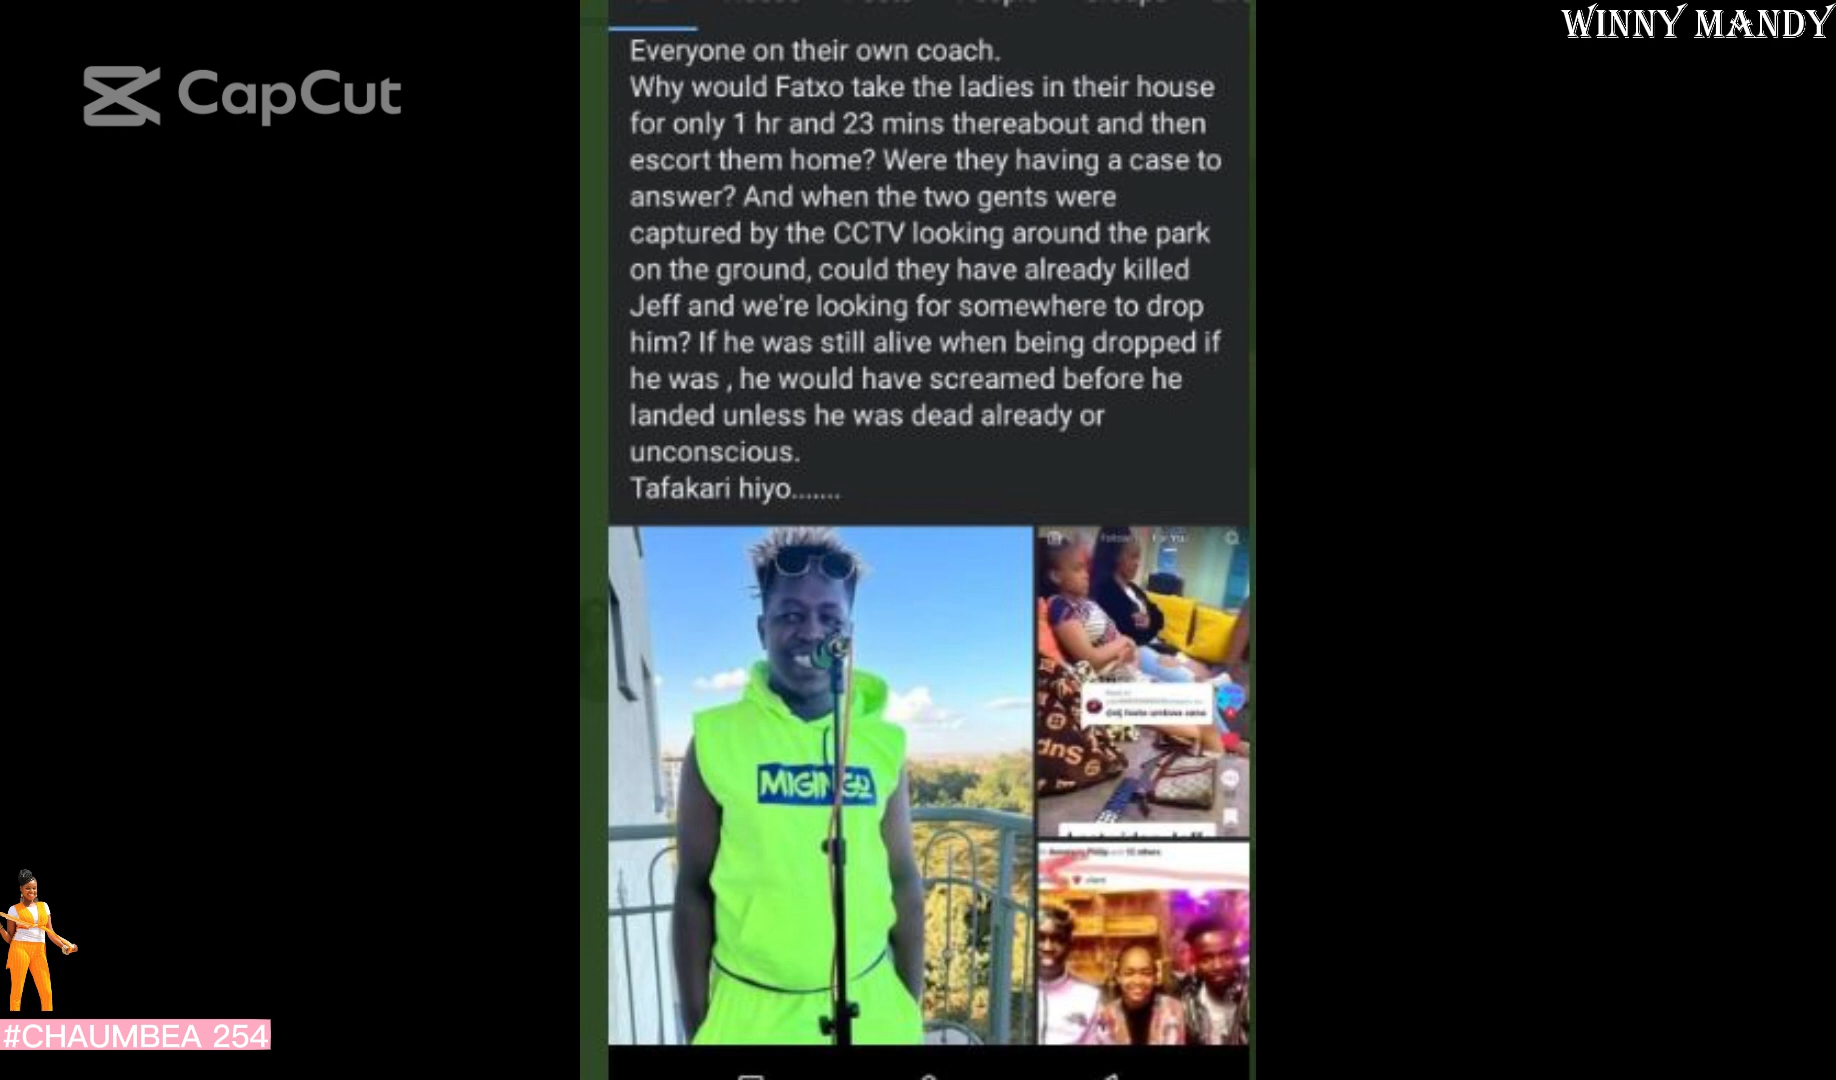 WINNY MANDY
CapCut
Everyone on their own coach.
Why would Fatxo take the ladies in their house
for only 1 hr and 23 mins thereabout and then
escort them home? Were they having a case to
answer? And when the two gents were
captured by the CCTV looking around the park
on the ground, could they have already killed
Jeff and we're looking for somewhere to drop
him? If he was still alive when being dropped if
he was , he would have screamed before he
landed unless he was dead already or
unconscious.
Tafakari hiyo.......
For You
MIGINGO
Sup
#CHAUMBEA 254